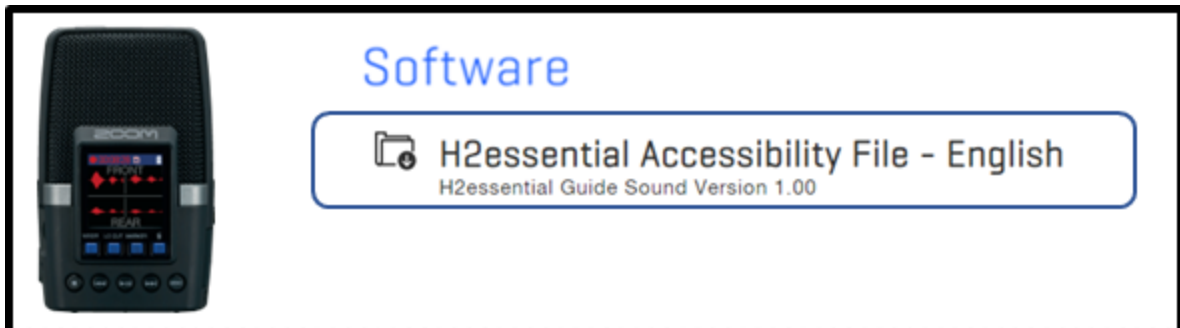 Software
H2essential Accessibility File - English
H2essential Guide Sound Version 1.00
ZOOM
FRONT
REAR